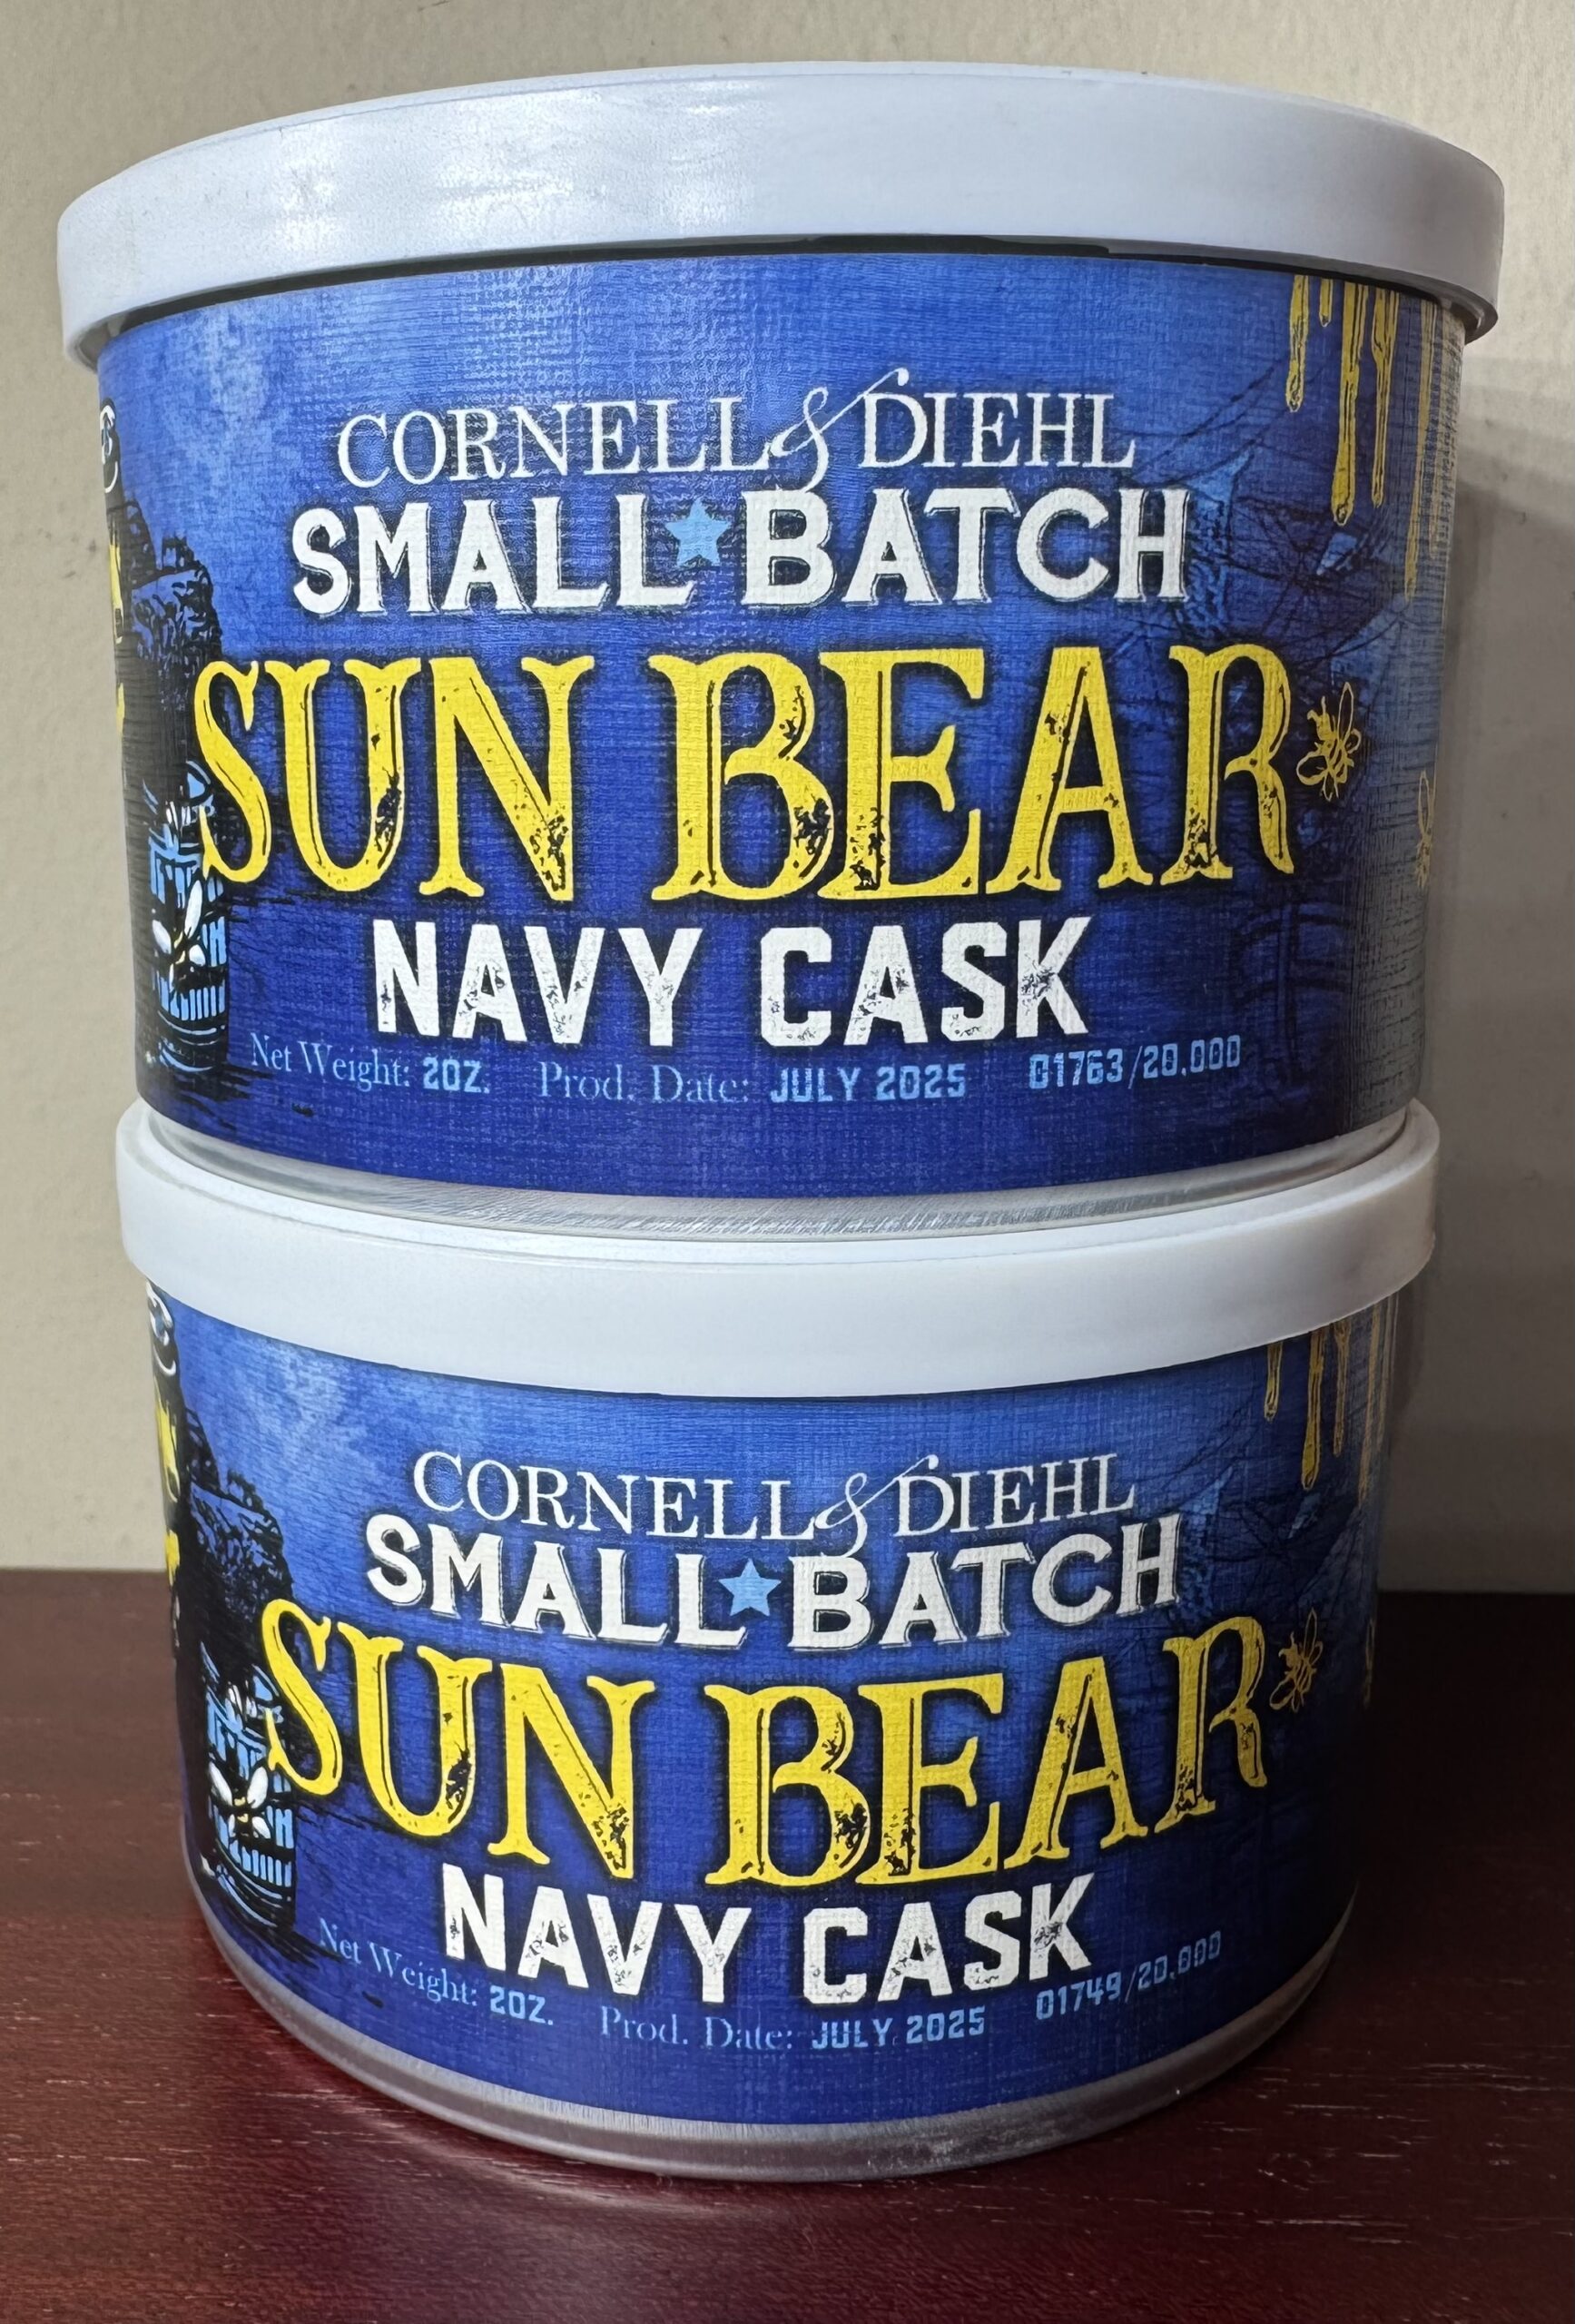 CORNELL & DIEHL
SMALL★BATCH
SUN BEAR
NAVY CASK
Net Weight: 2OZ. Prod. Date: JULY 2025 01763/20,000
CORNELL & DIEHL
SMALL★BATCH
SUN BEAR
NAVY CASK
Net Weight: 2OZ. Prod. Date: JULY 2025 01749/20,000